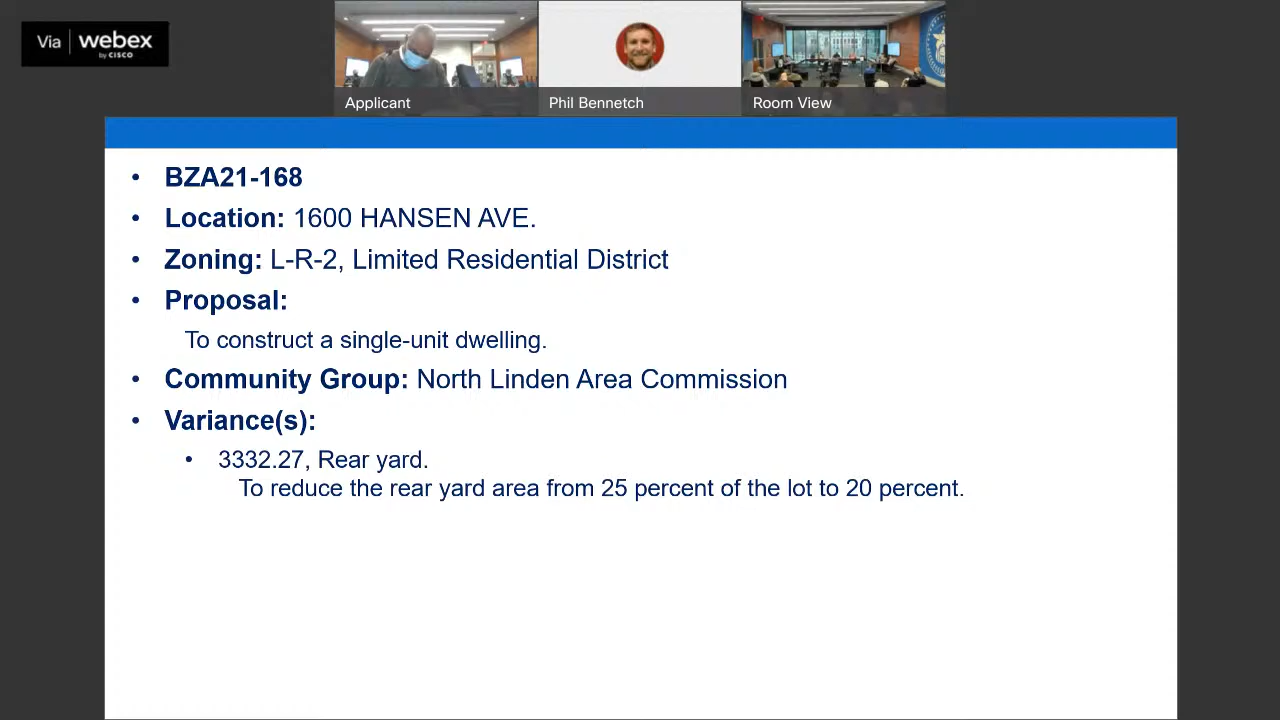 Via webex
by CISCO
Applicant
Phil Bennetch
Room View
• BZA21-168
• Location: 1600 HANSEN AVE.
• Zoning: L-R-2, Limited Residential District
• Proposal:
To construct a single-unit dwelling.
• Community Group: North Linden Area Commission
• Variance(s):
• 3332.27, Rear yard.
To reduce the rear yard area from 25 percent of the lot to 20 percent.